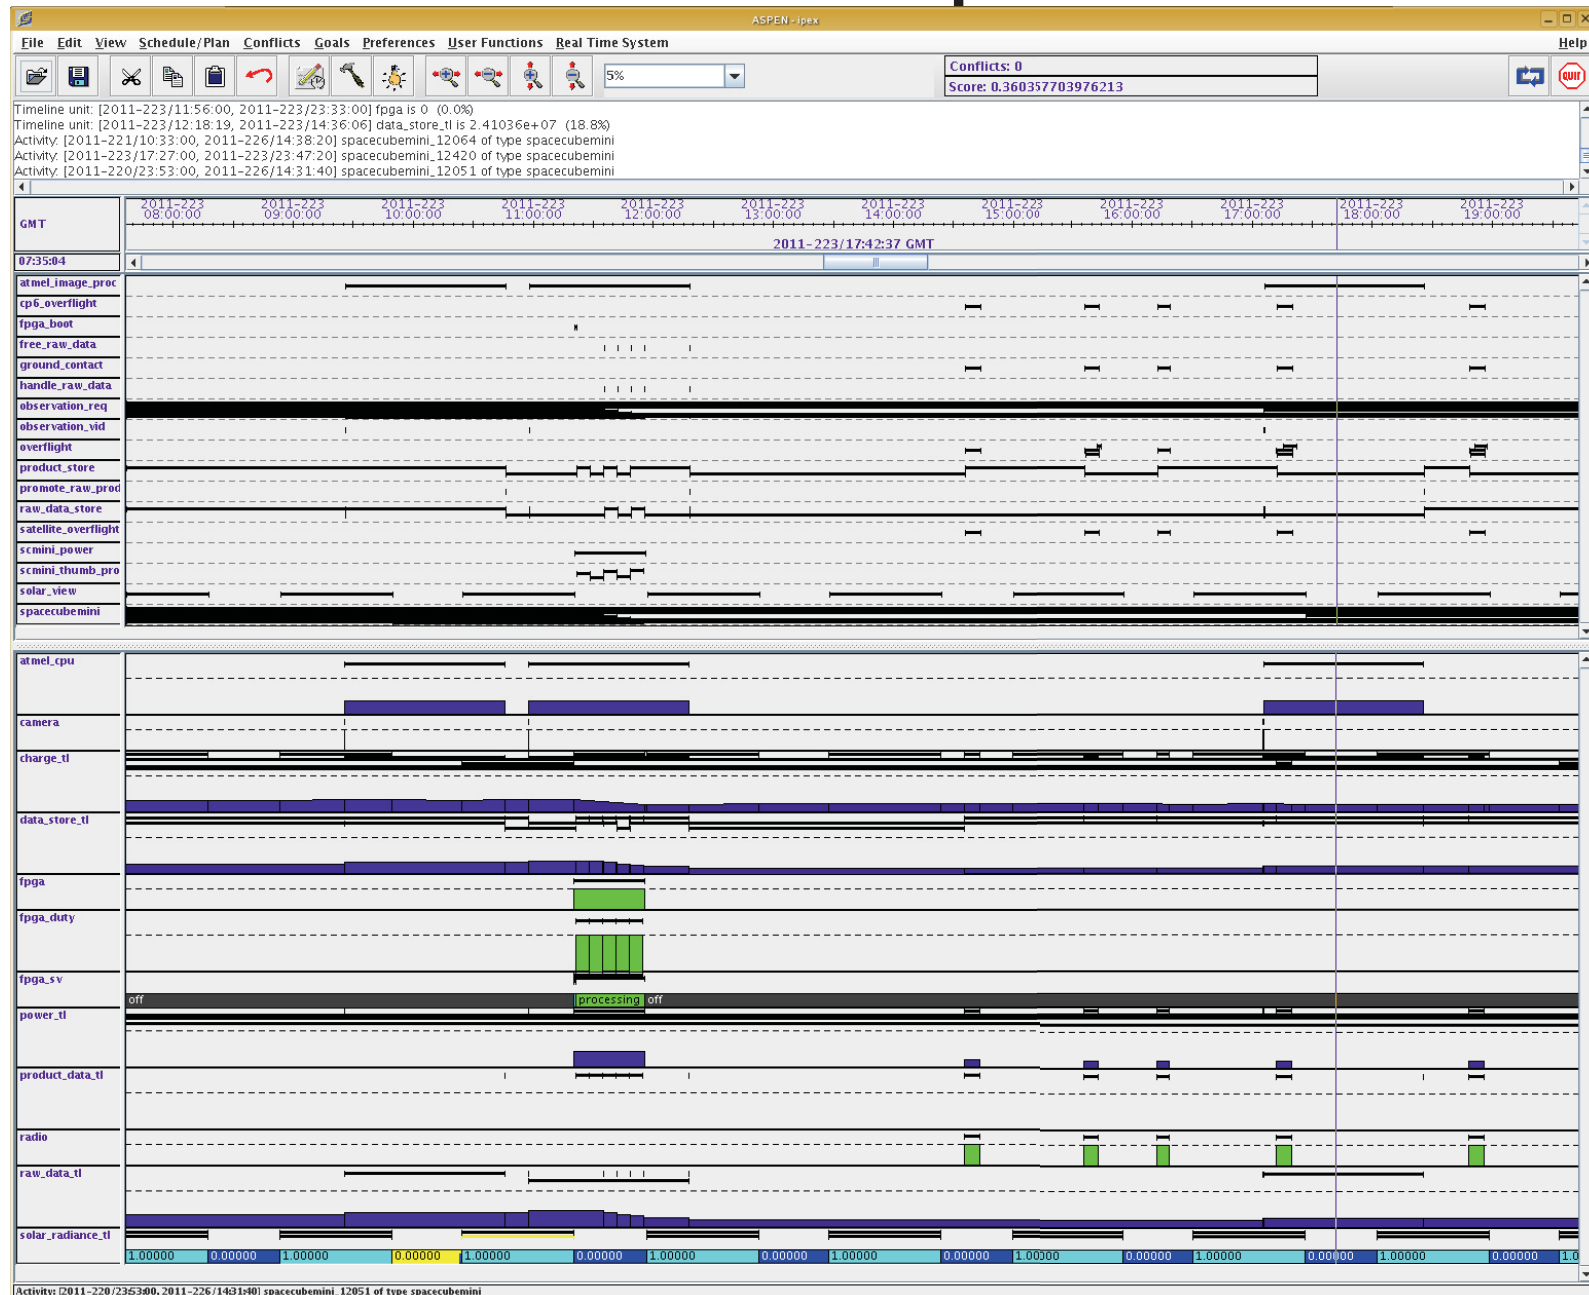 ASPEN - ipex
File Edit View Schedule/Plan Conflicts Goals Preferences User Functions Real Time System Help
5%
Conflicts: 0
Score: 0.360357703976213
QUIT
Timeline unit: [2011-223/11:56:00, 2011-223/23:33:00] fpga is 0 (0.0%)
Timeline unit: [2011-223/12:18:19, 2011-223/14:36:06] data_store_tl is 2.41036e+07 (18.8%)
Activity: [2011-221/10:33:00, 2011-226/14:38:20] spacecubemini_12064 of type spacecubemini
Activity: [2011-223/17:27:00, 2011-223/23:47:20] spacecubemini_12420 of type spacecubemini
Activity: [2011-220/23:53:00, 2011-226/14:31:40] spacecubemini_12051 of type spacecubemini
GMT
2011-223 2011-223 2011-223 2011-223 2011-223 2011-223 2011-223 2011-223 2011-223 2011-223 2011-223 2011-223
08:00:00 09:00:00 10:00:00 11:00:00 12:00:00 13:00:00 14:00:00 15:00:00 16:00:00 17:00:00 18:00:00 19:00:00
2011-223/17:42:37 GMT
07:35:04
atmel_image_proc
cp6_overflight
fpga_boot
free_raw_data
ground_contact
handle_raw_data
observation_req
observation_vid
overflight
product_store
promote_raw_prod
raw_data_store
satellite_overflight
scmini_power
scmini_thumb_pro
solar_view
spacecubemini
atmel_cpu
camera
charge_tl
data_store_tl
fpga
fpga_duty
fpga_sv
off processing off
power_tl
product_data_tl
radio
raw_data_tl
solar_radiance_tl
1.00000 0.00000 1.00000 0.00000 1.00000 0.00000 1.00000 0.00000 1.00000 0.00000 1.00000 0.00000 1.00000 0.00000 1.00000 0.00000 1.0
Activity: [2011-220/23:53:00, 2011-226/14:31:40] spacecubemini_12051 of type spacecubemini